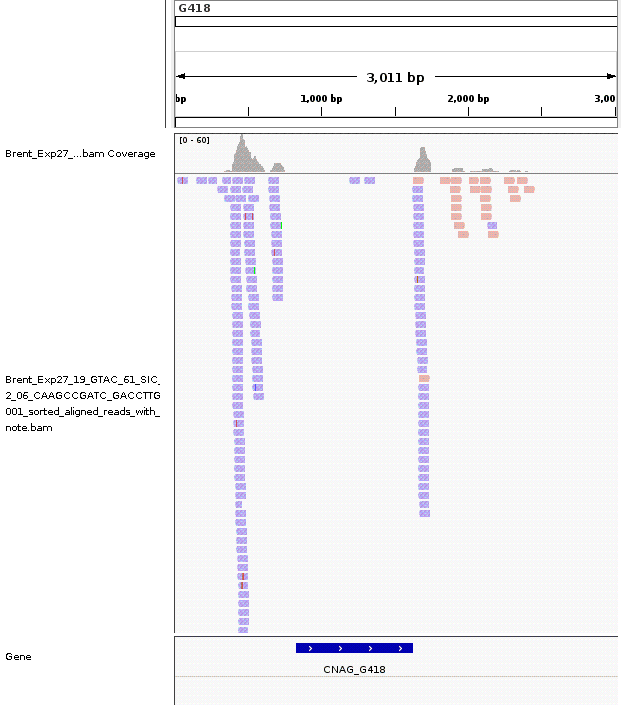 G418
3,011 bp
bp 1,000 bp 2,000 bp 3,00
[0 - 60]
Brent_Exp27_...bam Coverage
Brent_Exp27_19_GTAC_61_SIC_
2_06_CAAGCCGATC_GACCTTG
001_sorted_aligned_reads_with_
note.bam
Gene
CNAG_G418